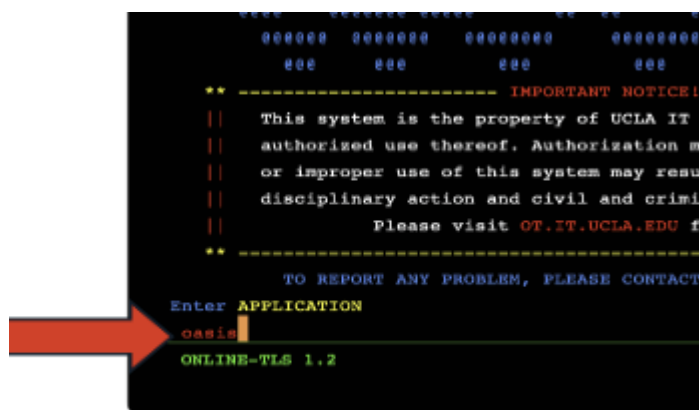 @@@@@@ @@@@@@@ @@@@@@@@ @@@@@@@@
@@@ @@@ @@@ @@@
** ----------------------- IMPORTANT NOTICE!
|| This system is the property of UCLA IT
|| authorized use thereof. Authorization m
|| or improper use of this system may resu
|| disciplinary action and civil and crimi
|| Please visit OT.IT.UCLA.EDU f
** -----------------------------------------
TO REPORT ANY PROBLEM, PLEASE CONTACT
Enter APPLICATION
oasis
ONLINE-TLS 1.2